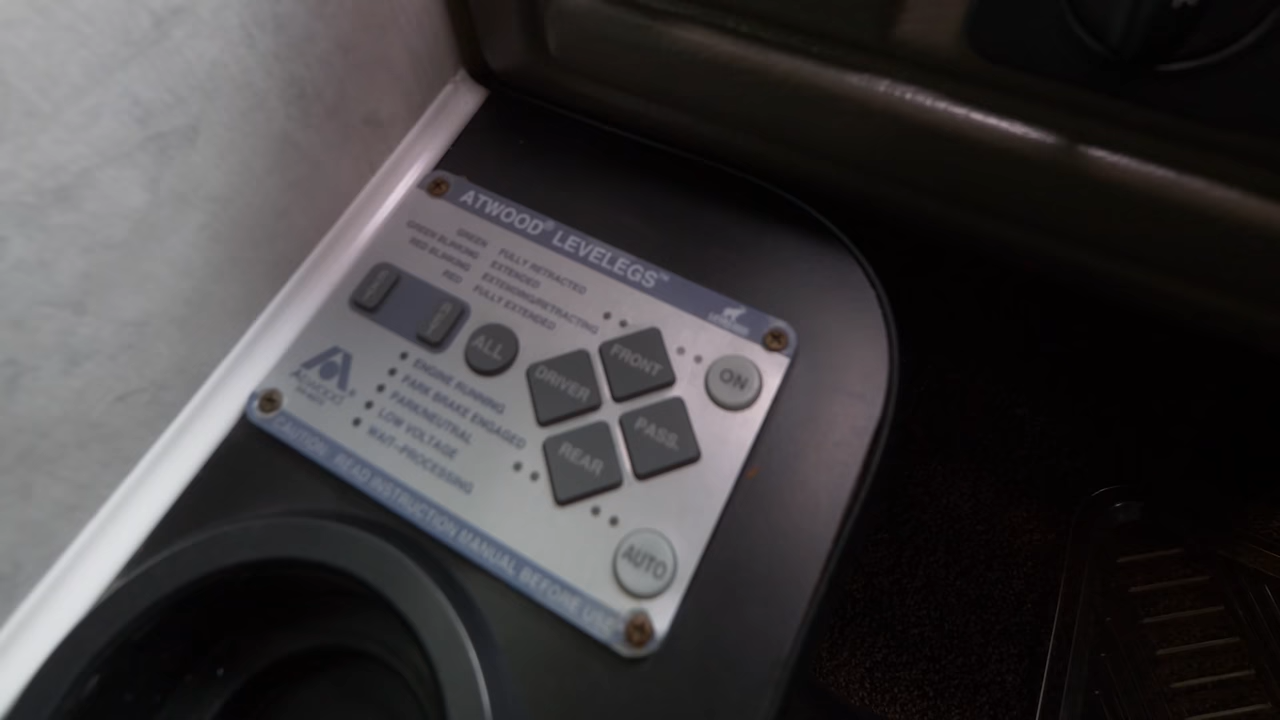 ATWOOD® LEVELEGS™
GREEN FULLY RETRACTED
GREEN BLINKING EXTENDED
RED BLINKING EXTENDING/RETRACTING
RED FULLY EXTENDED
ALL
FRONT
DRIVER
PASS.
REAR
ON
AUTO
ENGINE RUNNING
PARK BRAKE ENGAGED
PARK/NEUTRAL
LOW VOLTAGE
WAIT-PROCESSING
ATWOOD®
CAUTION: READ INSTRUCTION MANUAL BEFORE USE